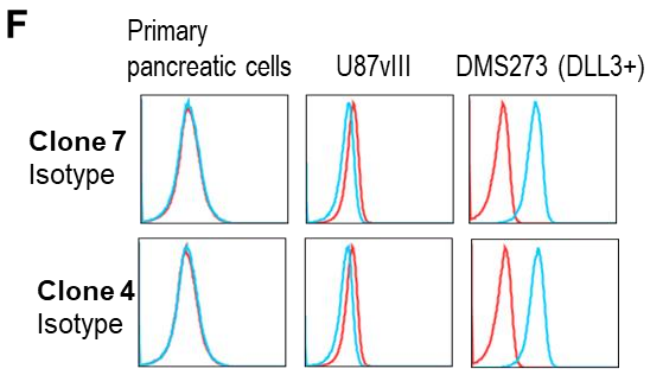 F
Primary
pancreatic cells
U87vIII
DMS273 (DLL3+)
Clone 7
Isotype
Clone 4
Isotype